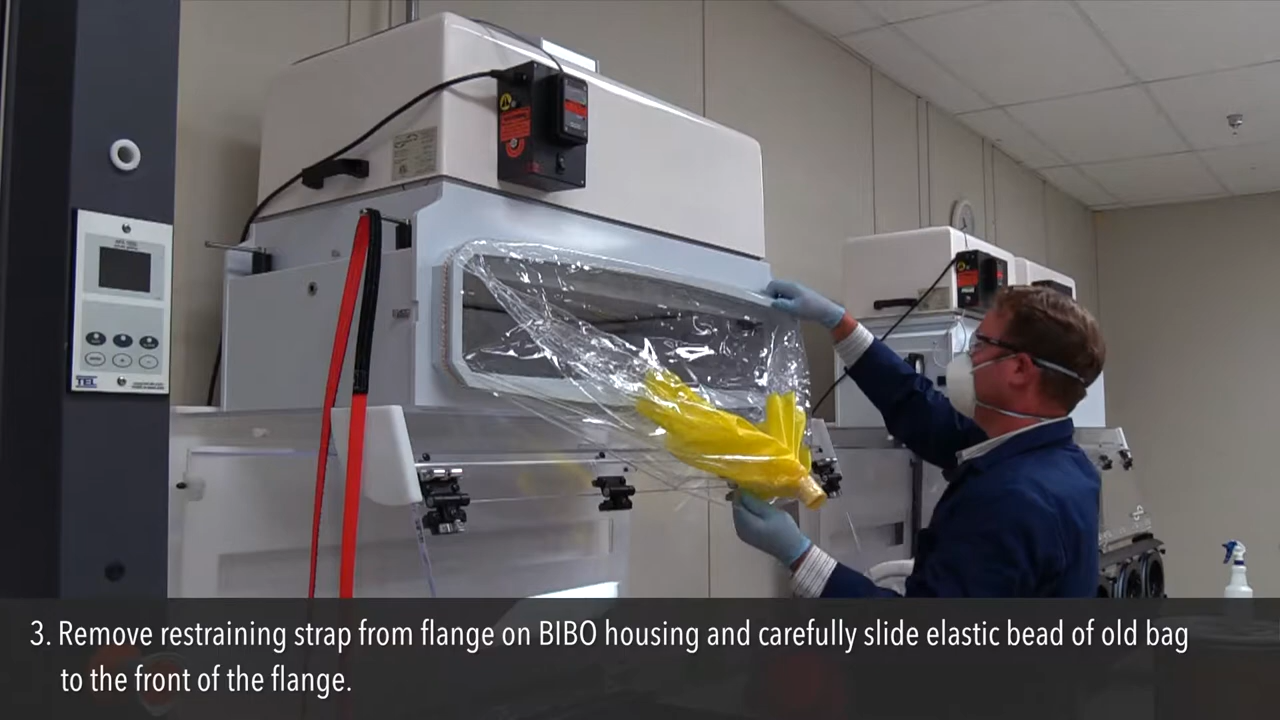 TEL
3. Remove restraining strap from flange on BIBO housing and carefully slide elastic bead of old bag
to the front of the flange.